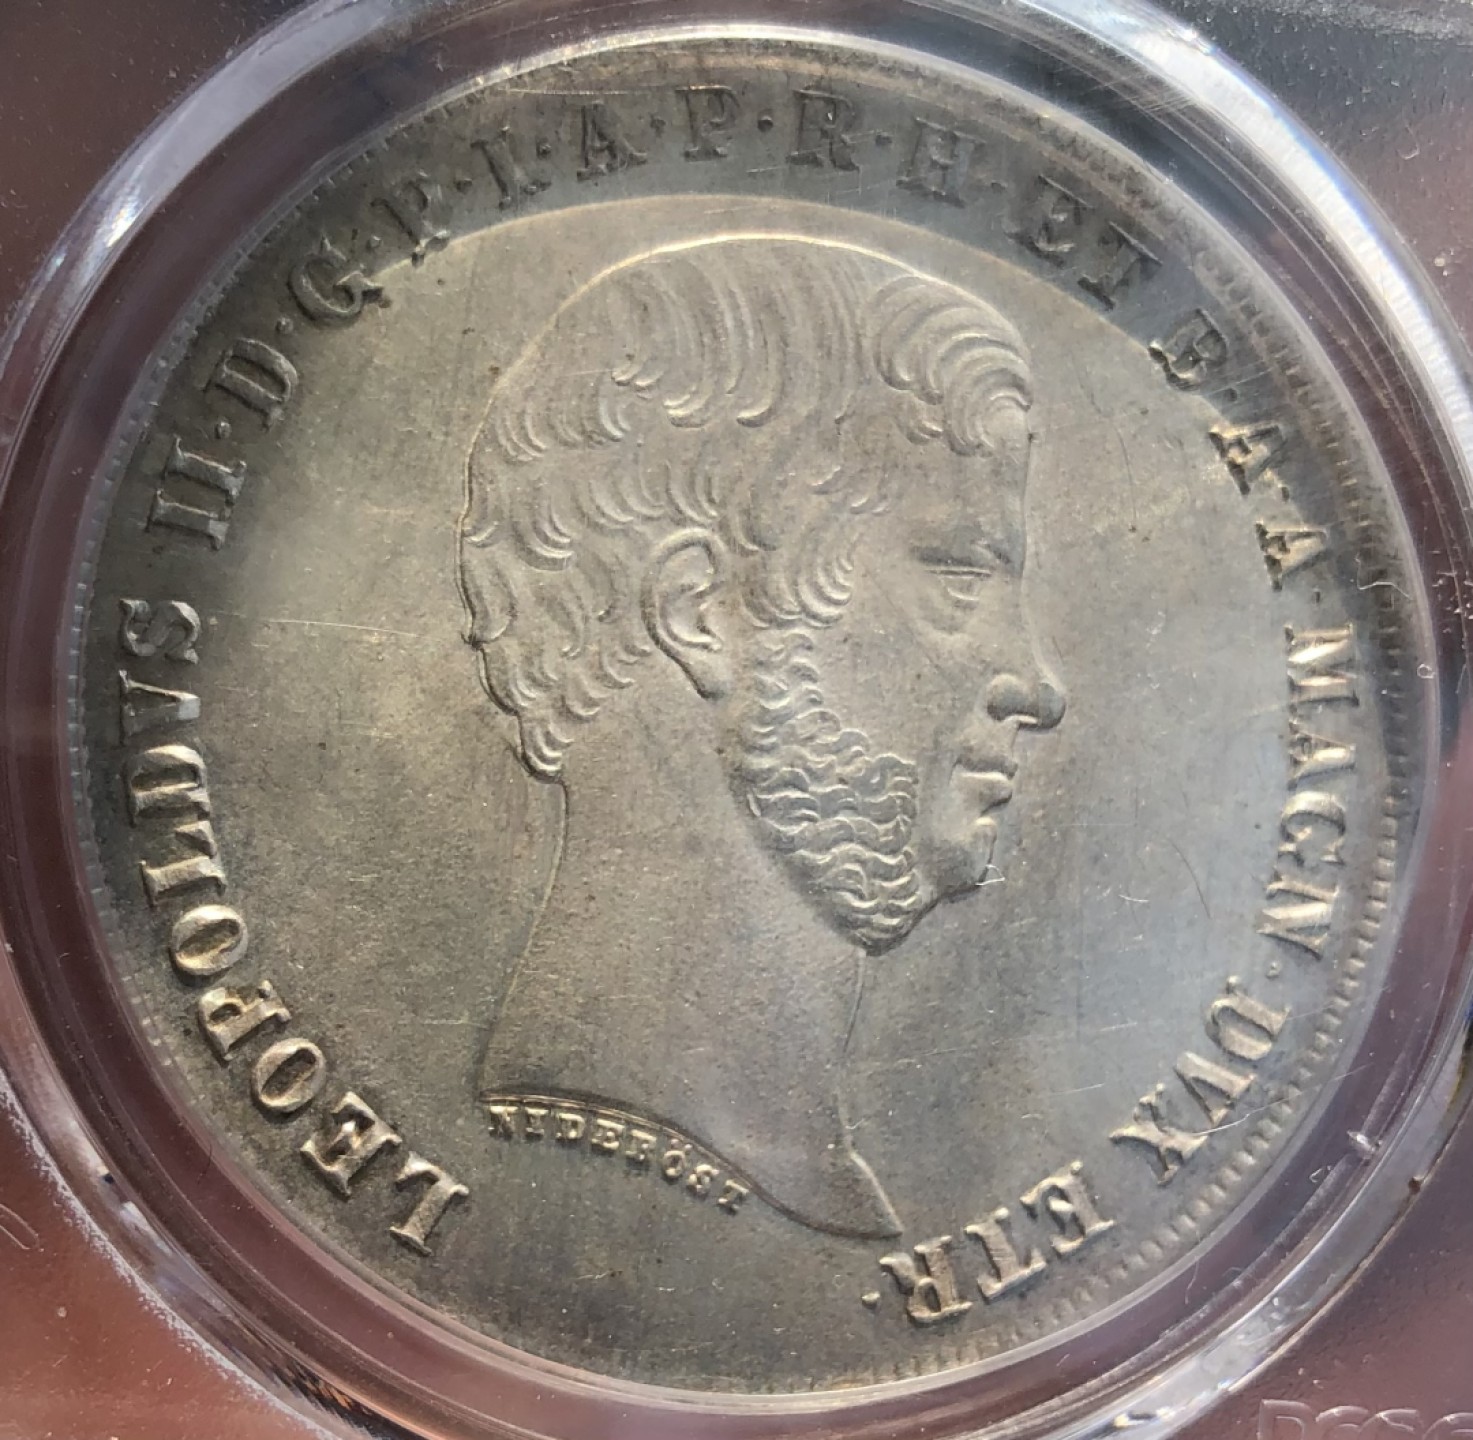 LEOPOLDVS II·D·G·P·I·A·P·R·H·ET B·A·A·MAGN·DVX ETR·
NIDERÖST